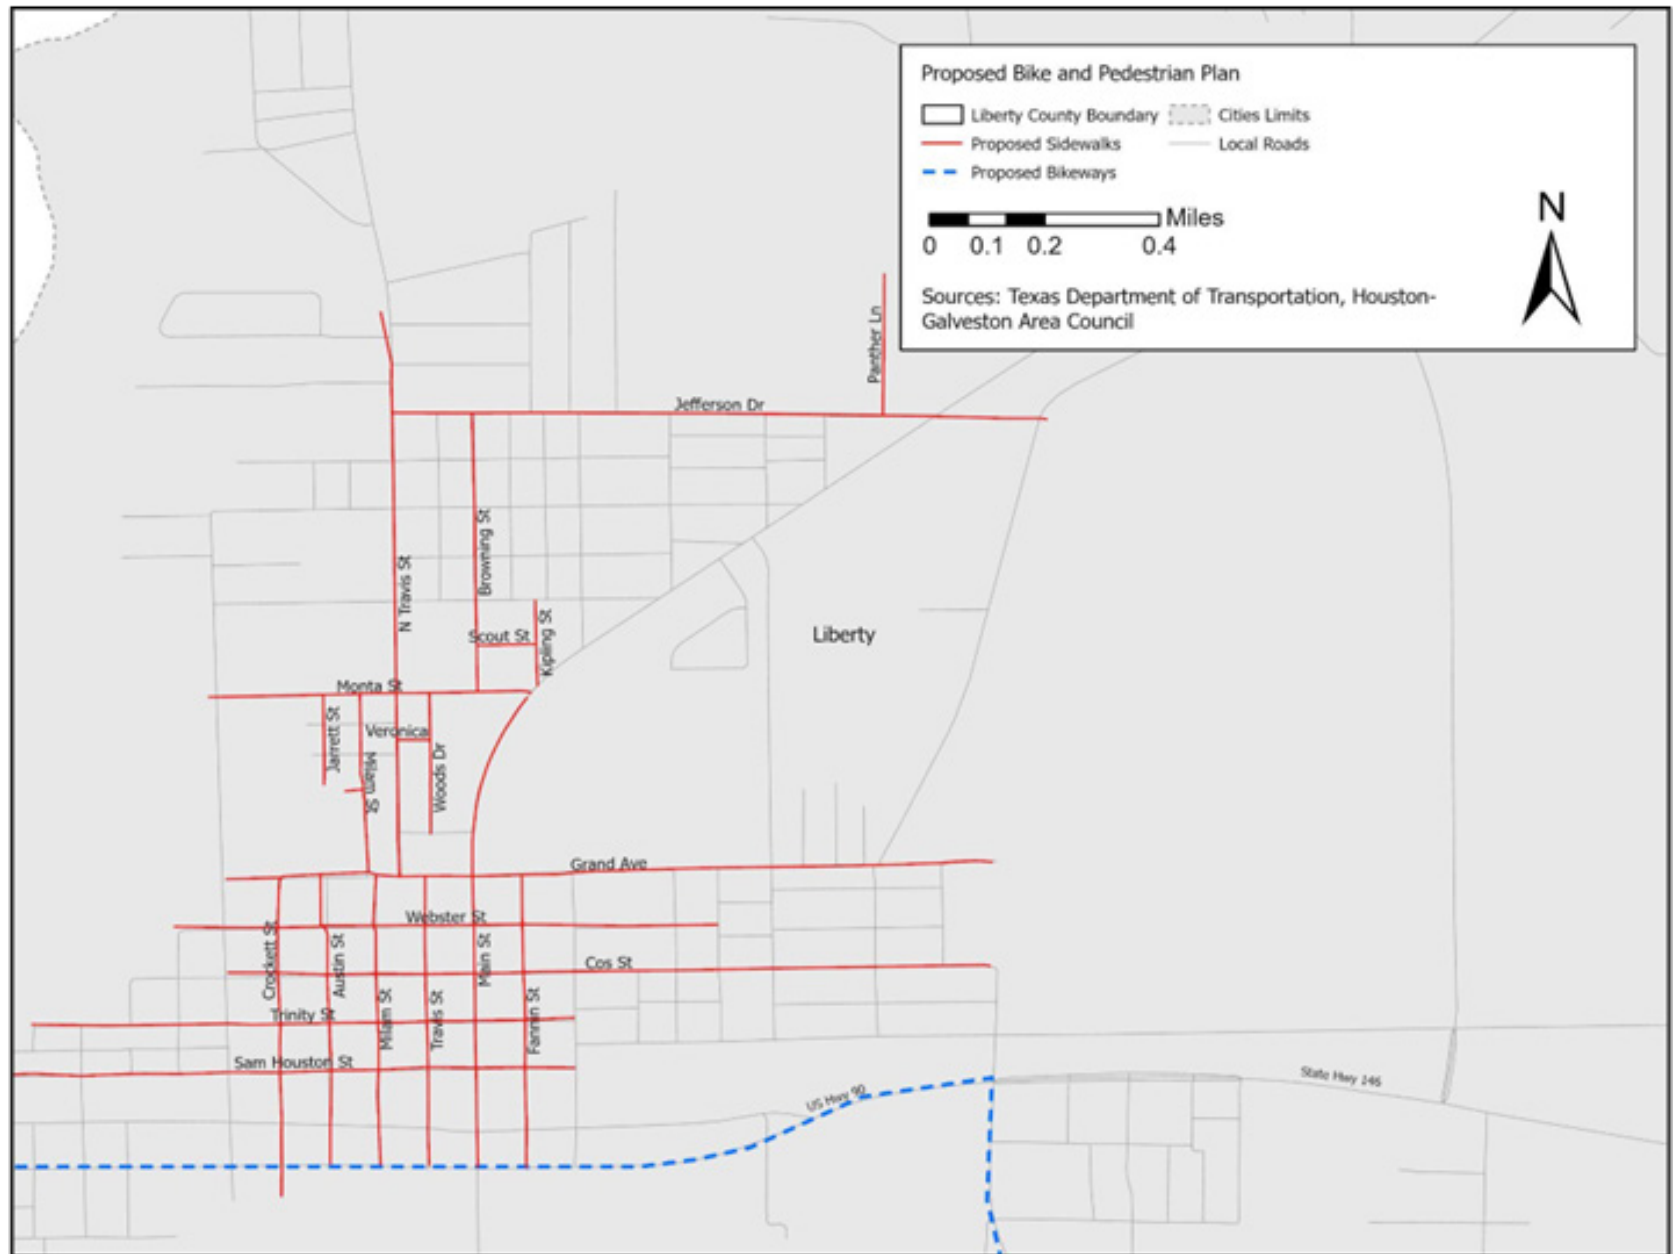 Proposed Bike and Pedestrian Plan
Liberty County Boundary
Cities Limits
Proposed Sidewalks
Local Roads
Proposed Bikeways
N
Miles
0 0.1 0.2 0.4
Sources: Texas Department of Transportation, Houston-
Galveston Area Council
Panther Ln
Jefferson Dr
Browning St
N Travis St
Scout St
Kipling St
Liberty
Monta St
Jarrett St
Veronica
Milam St
Woods Dr
Grand Ave
Webster St
Crockett St
Austin St
Main St
Cos St
Milam St
Travis St
Fannin St
Trinity St
Sam Houston St
US Hwy 90
State Hwy 146